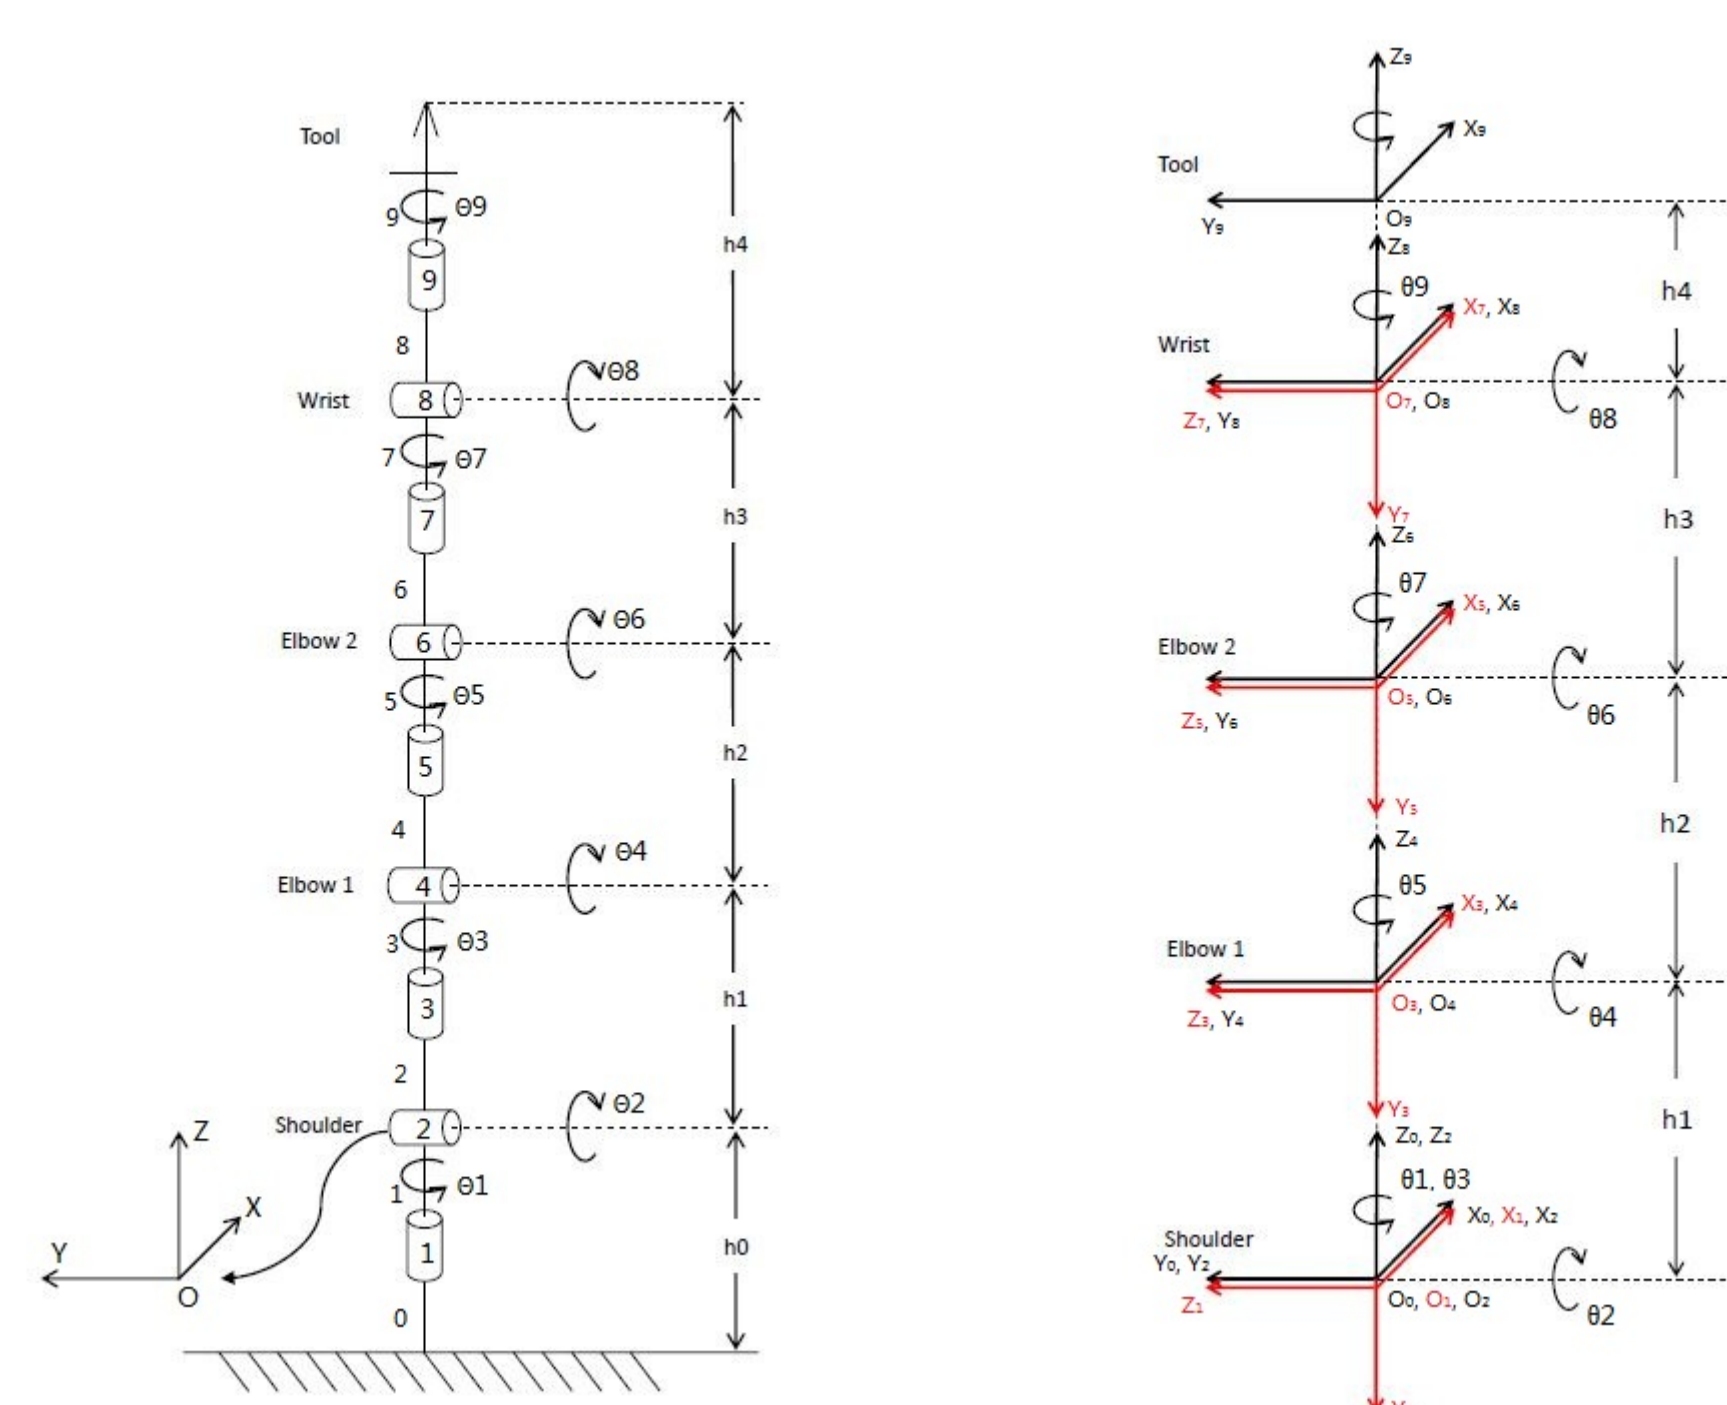 Tool
9
Θ9
9
h4
8
Wrist
8
Θ8
7
Θ7
7
h3
6
Elbow 2
6
Θ6
5
Θ5
5
h2
4
Elbow 1
4
Θ4
3
Θ3
3
h1
2
Shoulder
2
Θ2
Z
X
Y
O
1
Θ1
1
h0
0
Z₉
X₉
Tool
Y₉
O₉
Z₈
θ9
X₇, X₈
h4
Wrist
O₇, O₈
Z₇, Y₈
θ8
Y₇
Z₆
h3
θ7
X₅, X₆
Elbow 2
O₅, O₆
Z₅, Y₆
θ6
Y₅
Z₄
h2
θ5
X₃, X₄
Elbow 1
O₃, O₄
Z₃, Y₄
θ4
Y₃
Z₀, Z₂
h1
θ1, θ3
X₀, X₁, X₂
Shoulder
Y₀, Y₂
Z₁
O₀, O₁, O₂
θ2